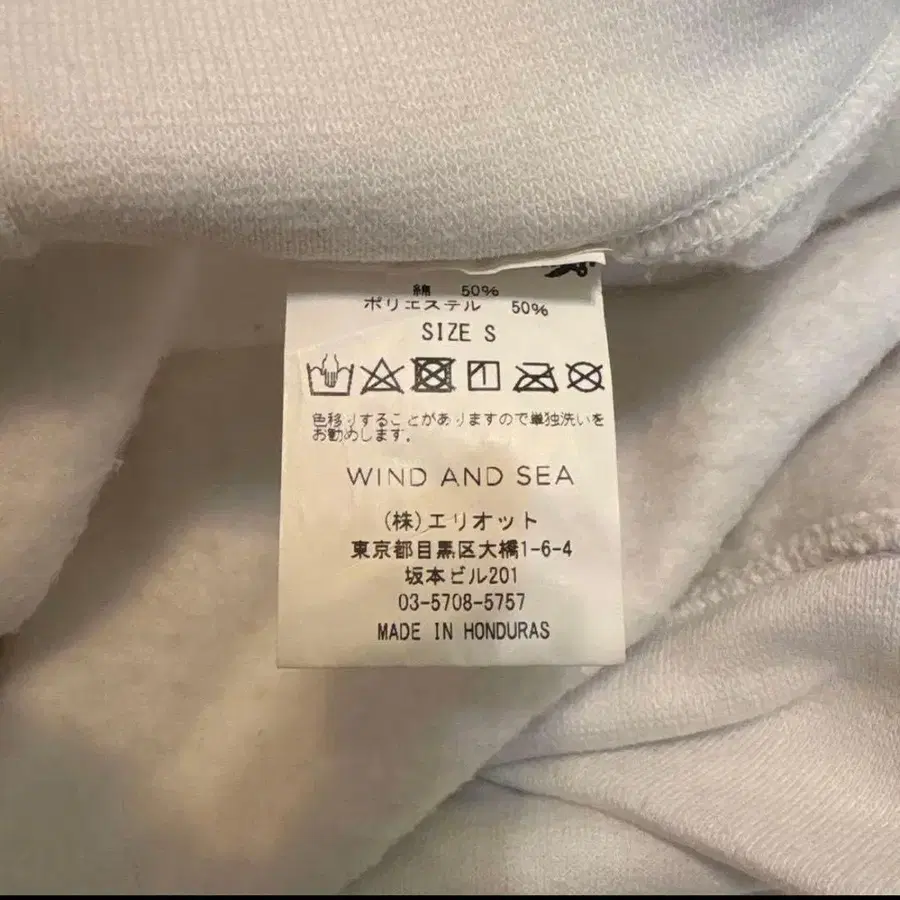 綿 50%
ポリエステル 50%
SIZE S
色移りすることがありますので単独洗いを
お勧めします。
WIND AND SEA
(株)エリオット
東京都目黒区大橋1-6-4
坂本ビル201
03-5708-5757
MADE IN HONDURAS